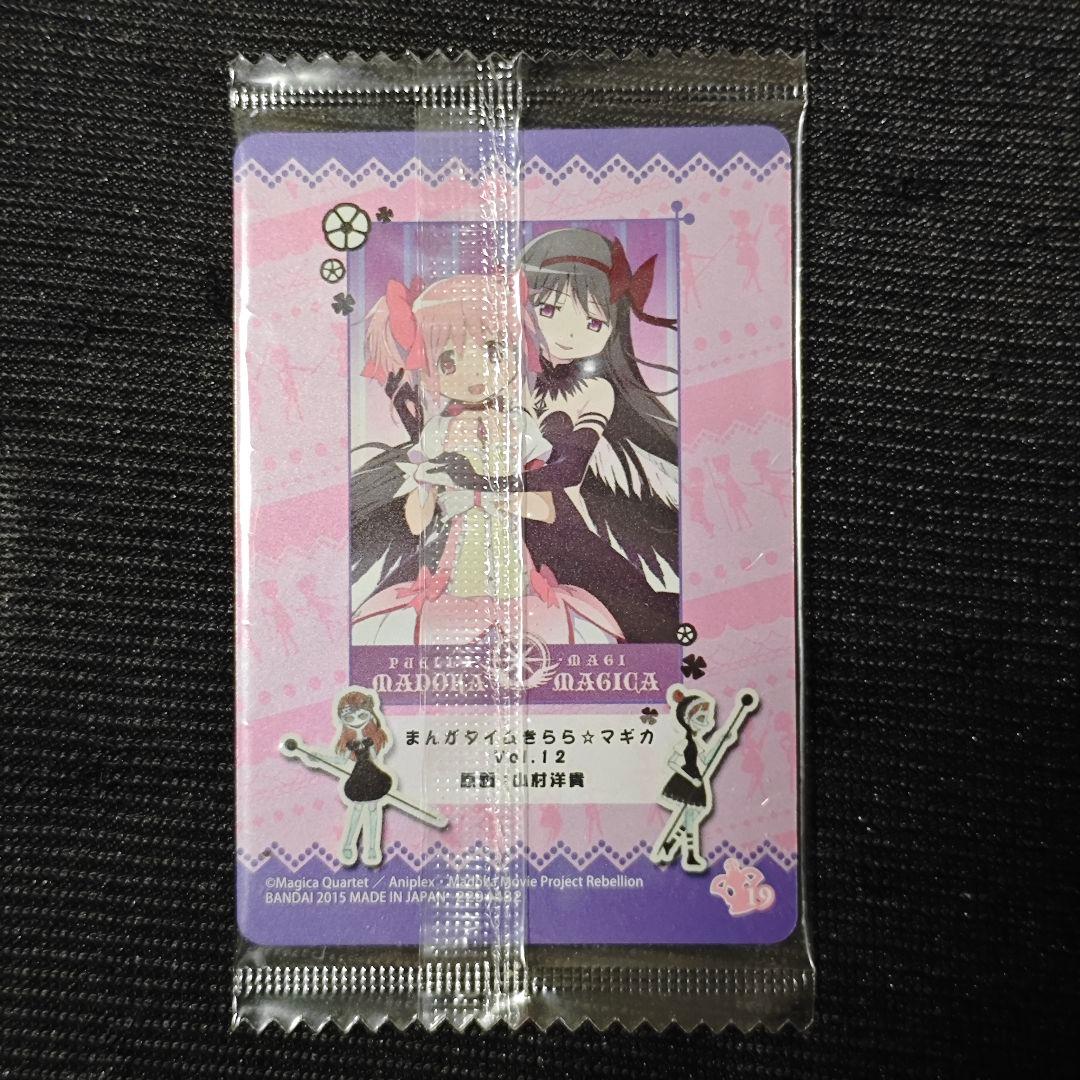 PUELLA MAGI
MADOKA MAGICA
まんがタイムきらら☆マギカ
Vol.12
原画:山村洋貴
©Magica Quartet／Aniplex・Madoka Movie Project Rebellion
BANDAI 2015 MADE IN JAPAN
19